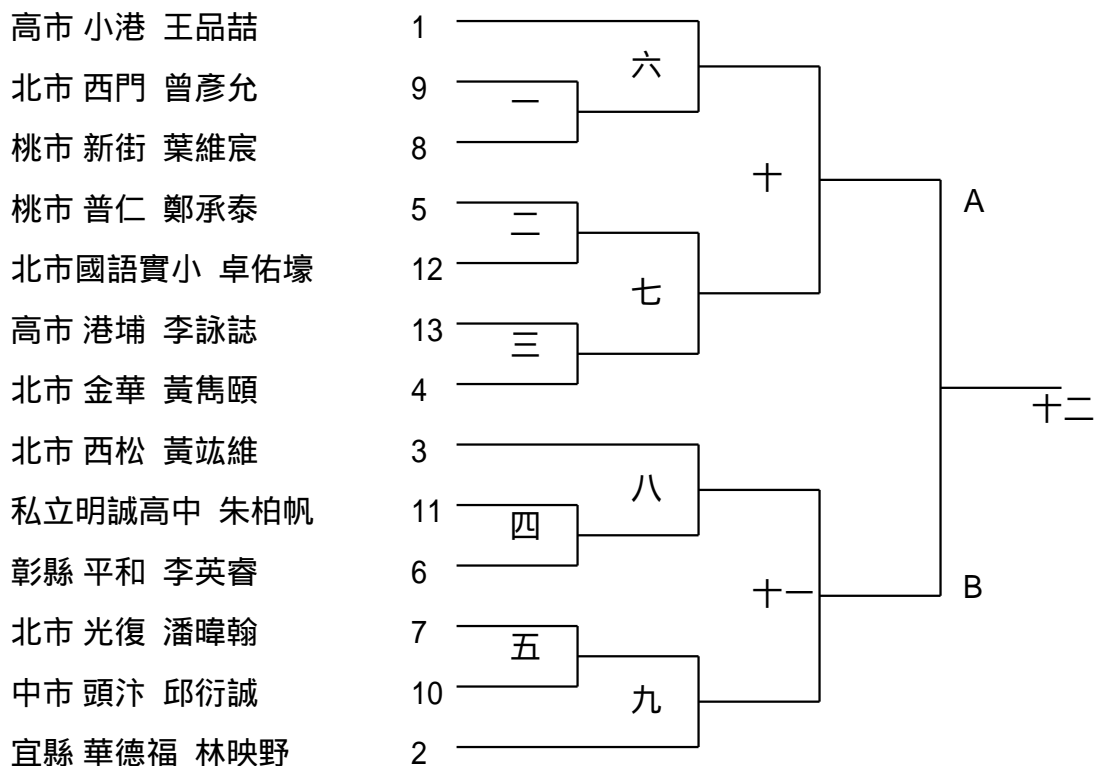 高市 小港 王品喆 1
六
北市 西門 曾彥允 9
一
桃市 新街 葉維宸 8
十
桃市 普仁 鄭承泰 5
A
二
北市國語實小 卓佑壕 12
七
高市 港埔 李詠誌 13
三
北市 金華 黃雋頤 4
十二
北市 西松 黃竑維 3
八
私立明誠高中 朱柏帆 11
四
彰縣 平和 李英睿 6
十一 B
北市 光復 潘暐翰 7
五
中市 頭汴 邱衍誠 10
九
宜縣 華德福 林映野 2